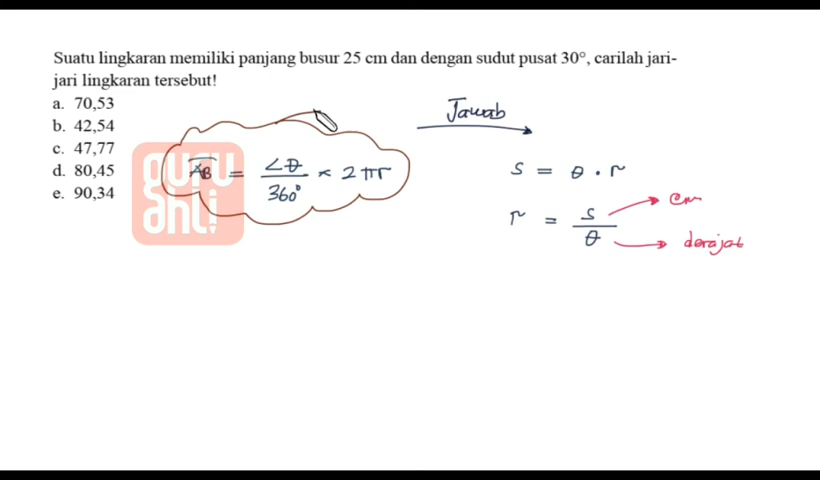 Suatu lingkaran memiliki panjang busur 25 cm dan dengan sudut pusat 30°, carilah jari-
jari lingkaran tersebut!
a. 70,53
b. 42,54
c. 47,77
d. 80,45
e. 90,34
guru
ahli
AB = ∠θ / 360° × 2πr
Jawab
s = θ . r
r = s / θ
cm
derajat